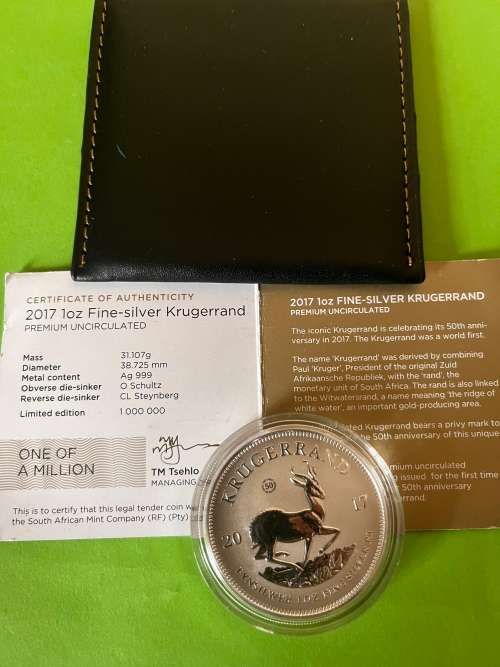 CERTIFICATE OF AUTHENTICITY
2017 1oz Fine-silver Krugerrand
PREMIUM UNCIRCULATED
Mass 31.107g
Diameter 38.725 mm
Metal content Ag 999
Obverse die-sinker O Schultz
Reverse die-sinker CL Steynberg
Limited edition 1 000 000
ONE OF
A MILLION
TM Tsehlo
MANAGING
This is to certify that this legal tender coin
the South African Mint Company (RF) (Pty)
2017 1oz FINE-SILVER KRUGERRAND
PREMIUM UNCIRCULATED
The iconic Krugerrand is celebrating its 50th anni-
versary in 2017. The Krugerrand was a world first.
The name 'Krugerrand' was derived by combining
Paul 'Kruger', President of the original Zuid
Afrikaansche Republiek, with the 'rand', the
monetary unit of South Africa. The rand is also linked
to the Witwatersrand, a name meaning 'the ridge of
white water', an important gold-producing area.
Krugerrand bears a privy mark to
the 50th anniversary of this unique
uncirculated
issued for the first time
50th anniversary
KRUGERRAND
50
20 17
FYNSILWER 1 OZ FINE SILVER